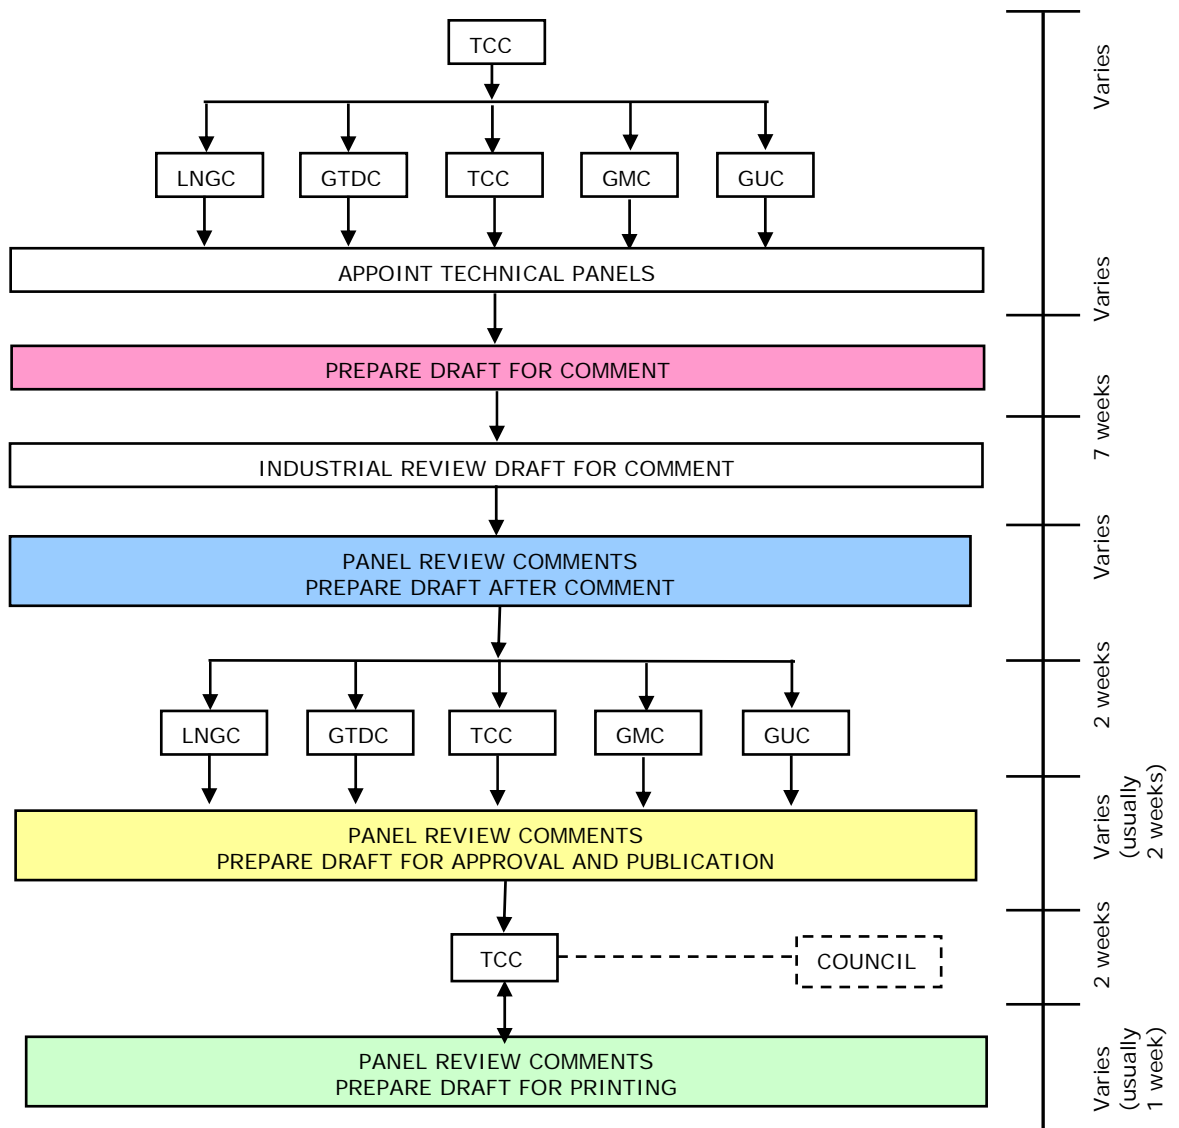 TCC
LNGC
GTDC
TCC
GMC
GUC
APPOINT TECHNICAL PANELS
PREPARE DRAFT FOR COMMENT
INDUSTRIAL REVIEW DRAFT FOR COMMENT
PANEL REVIEW COMMENTS
PREPARE DRAFT AFTER COMMENT
LNGC
GTDC
TCC
GMC
GUC
PANEL REVIEW COMMENTS
PREPARE DRAFT FOR APPROVAL AND PUBLICATION
TCC
COUNCIL
PANEL REVIEW COMMENTS
PREPARE DRAFT FOR PRINTING
Varies
Varies
7 weeks
Varies
2 weeks
Varies
(usually
2 weeks)
2 weeks
Varies
(usually
1 week)